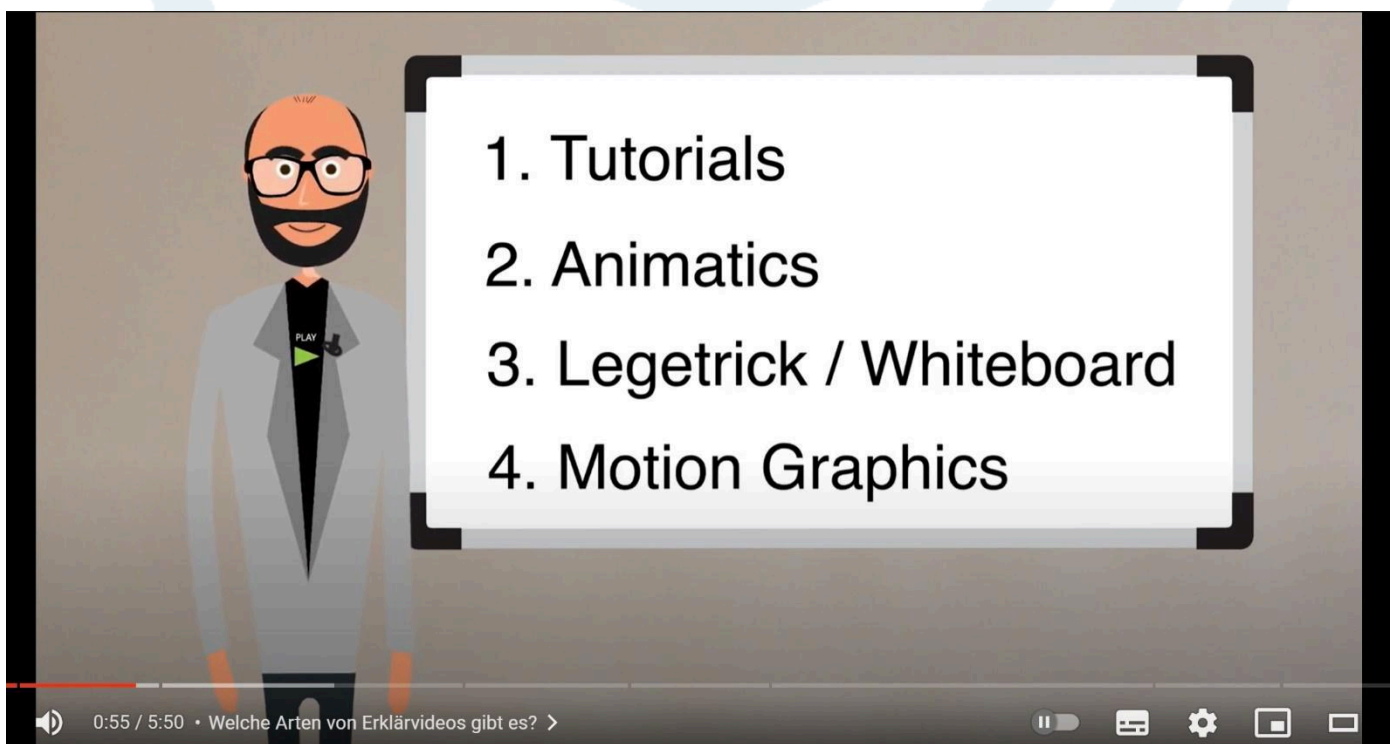 1. Tutorials
2. Animatics
3. Legetrick / Whiteboard
4. Motion Graphics
PLAY
0:55 / 5:50 • Welche Arten von Erklärvideos gibt es? >